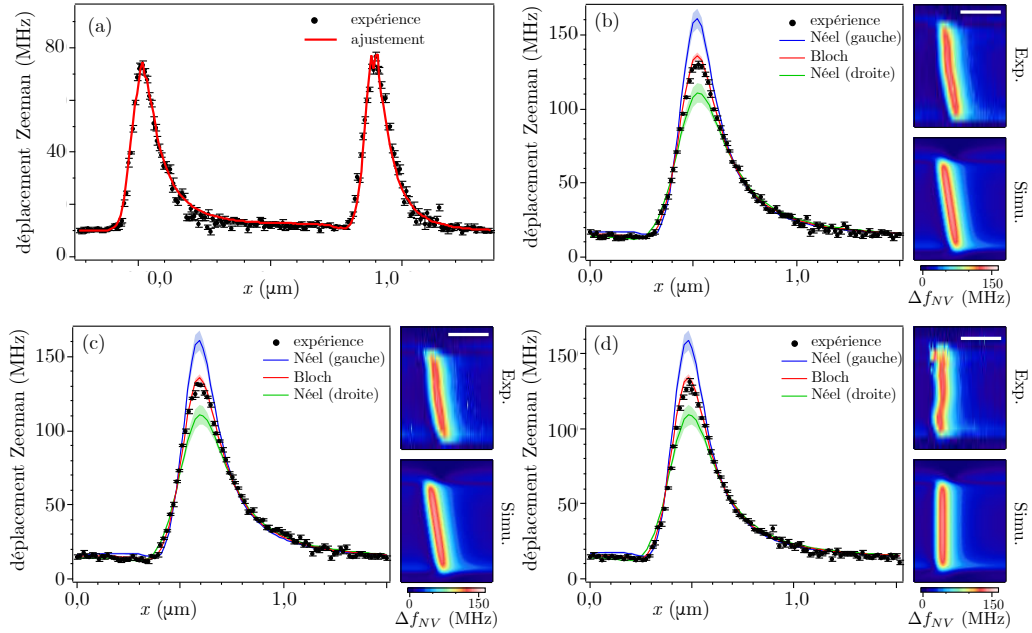 (a)
expérience
ajustement
déplacement Zeeman (MHz)
80
60
40
20
0
0,0
1,0
x (µm)
(b)
expérience
Néel (gauche)
Bloch
Néel (droite)
déplacement Zeeman (MHz)
150
100
50
0
0,0
1,0
x (µm)
Exp.
Simu.
0
150
Δf_NV (MHz)
(c)
expérience
Néel (gauche)
Bloch
Néel (droite)
déplacement Zeeman (MHz)
150
100
50
0
0,0
1,0
x (µm)
Exp.
Simu.
0
150
Δf_NV (MHz)
(d)
expérience
Néel (gauche)
Bloch
Néel (droite)
déplacement Zeeman (MHz)
150
100
50
0
0,0
1,0
x (µm)
Exp.
Simu.
0
150
Δf_NV (MHz)